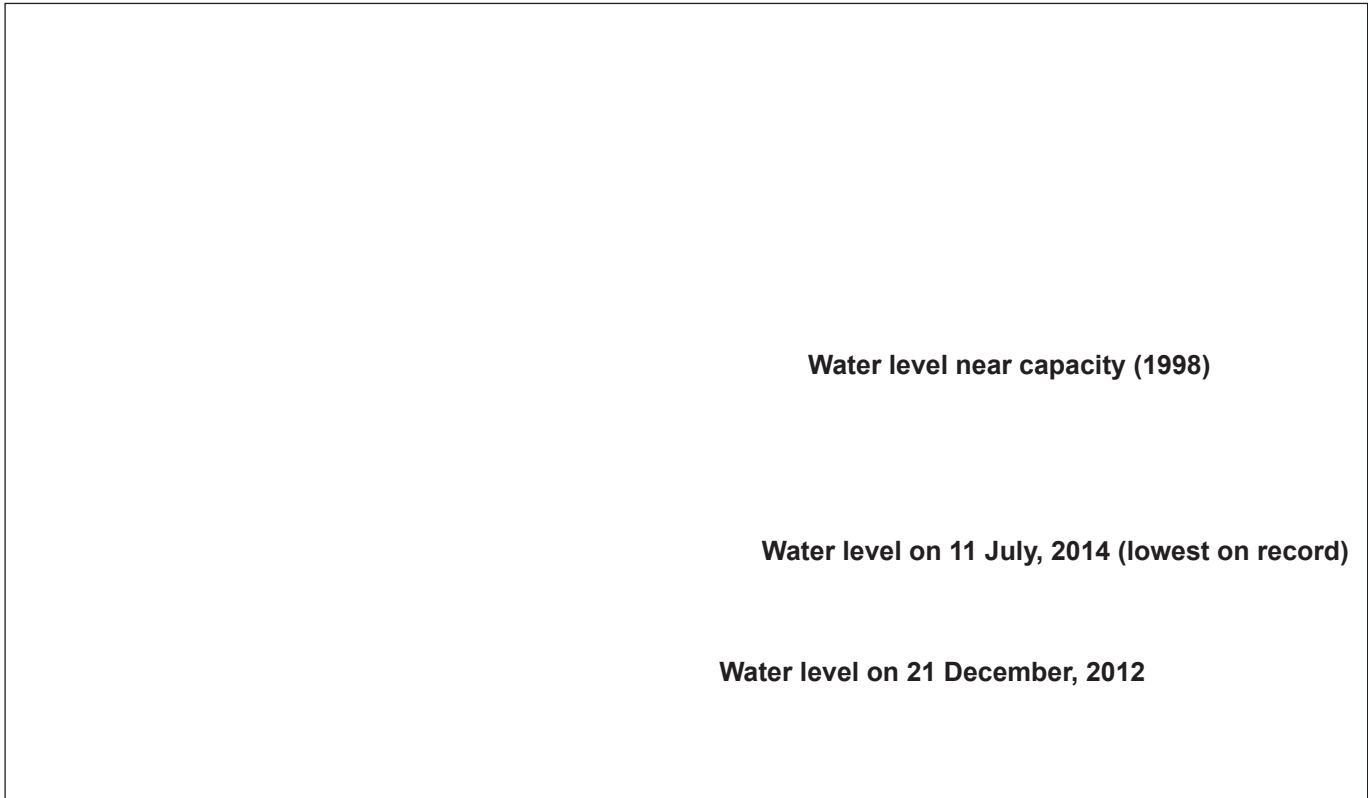 Water level near capacity (1998)
Water level on 11 July, 2014 (lowest on record)
Water level on 21 December, 2012